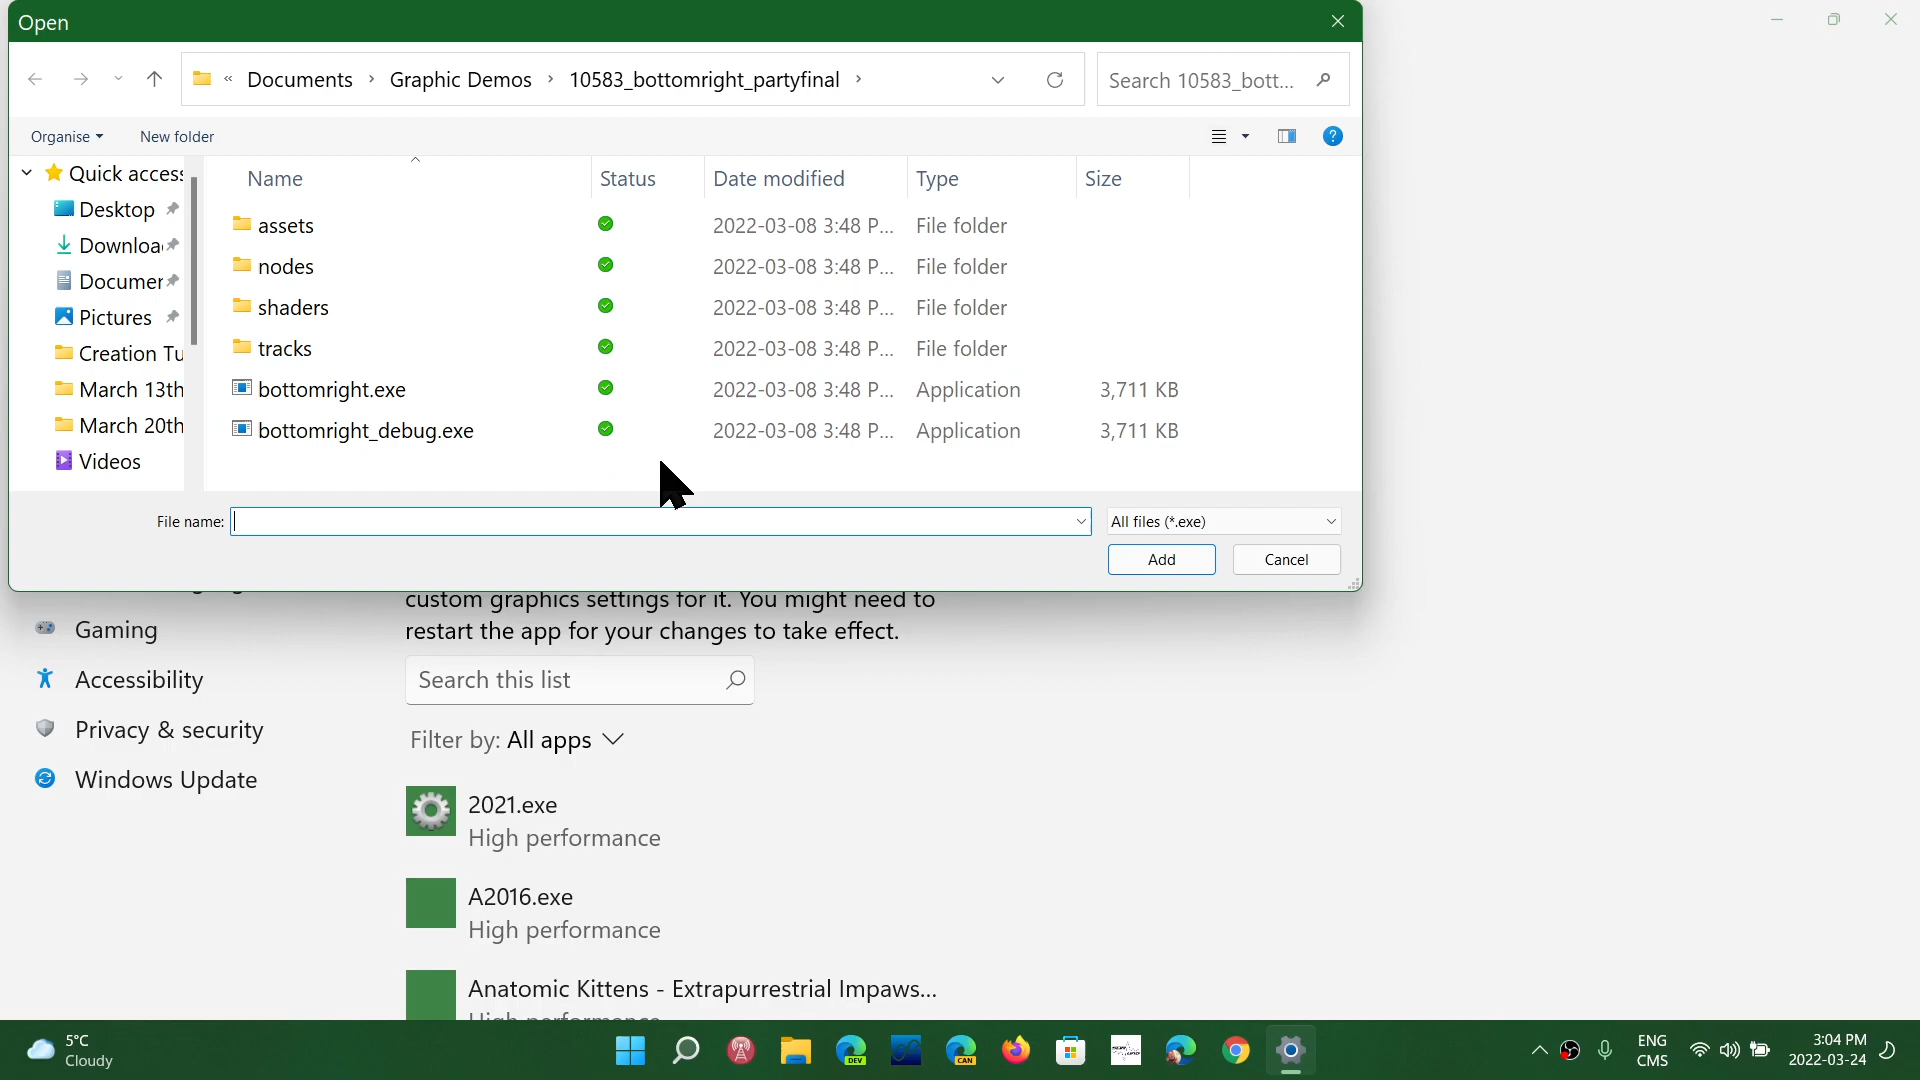 Open
« Documents › Graphic Demos › 10583_bottomright_partyfinal ›
Search 10583_bott...
Organise
New folder
Name
Status
Date modified
Type
Size
Quick access
Desktop
Downloa
Documen
Pictures
Creation Tu
March 13th
March 20th
Videos
assets 2022-03-08 3:48 P... File folder
nodes 2022-03-08 3:48 P... File folder
shaders 2022-03-08 3:48 P... File folder
tracks 2022-03-08 3:48 P... File folder
bottomright.exe 2022-03-08 3:48 P... Application 3,711 KB
bottomright_debug.exe 2022-03-08 3:48 P... Application 3,711 KB
File name:
All files (*.exe)
Add
Cancel
Gaming
Accessibility
Privacy & security
Windows Update
custom graphics settings for it. You might need to
restart the app for your changes to take effect.
Search this list
Filter by: All apps
2021.exe
High performance
A2016.exe
High performance
Anatomic Kittens - Extrapurrestrial Impaws...
High performance
5°C
Cloudy
DEV
CAN
ENG
CMS
3:04 PM
2022-03-24